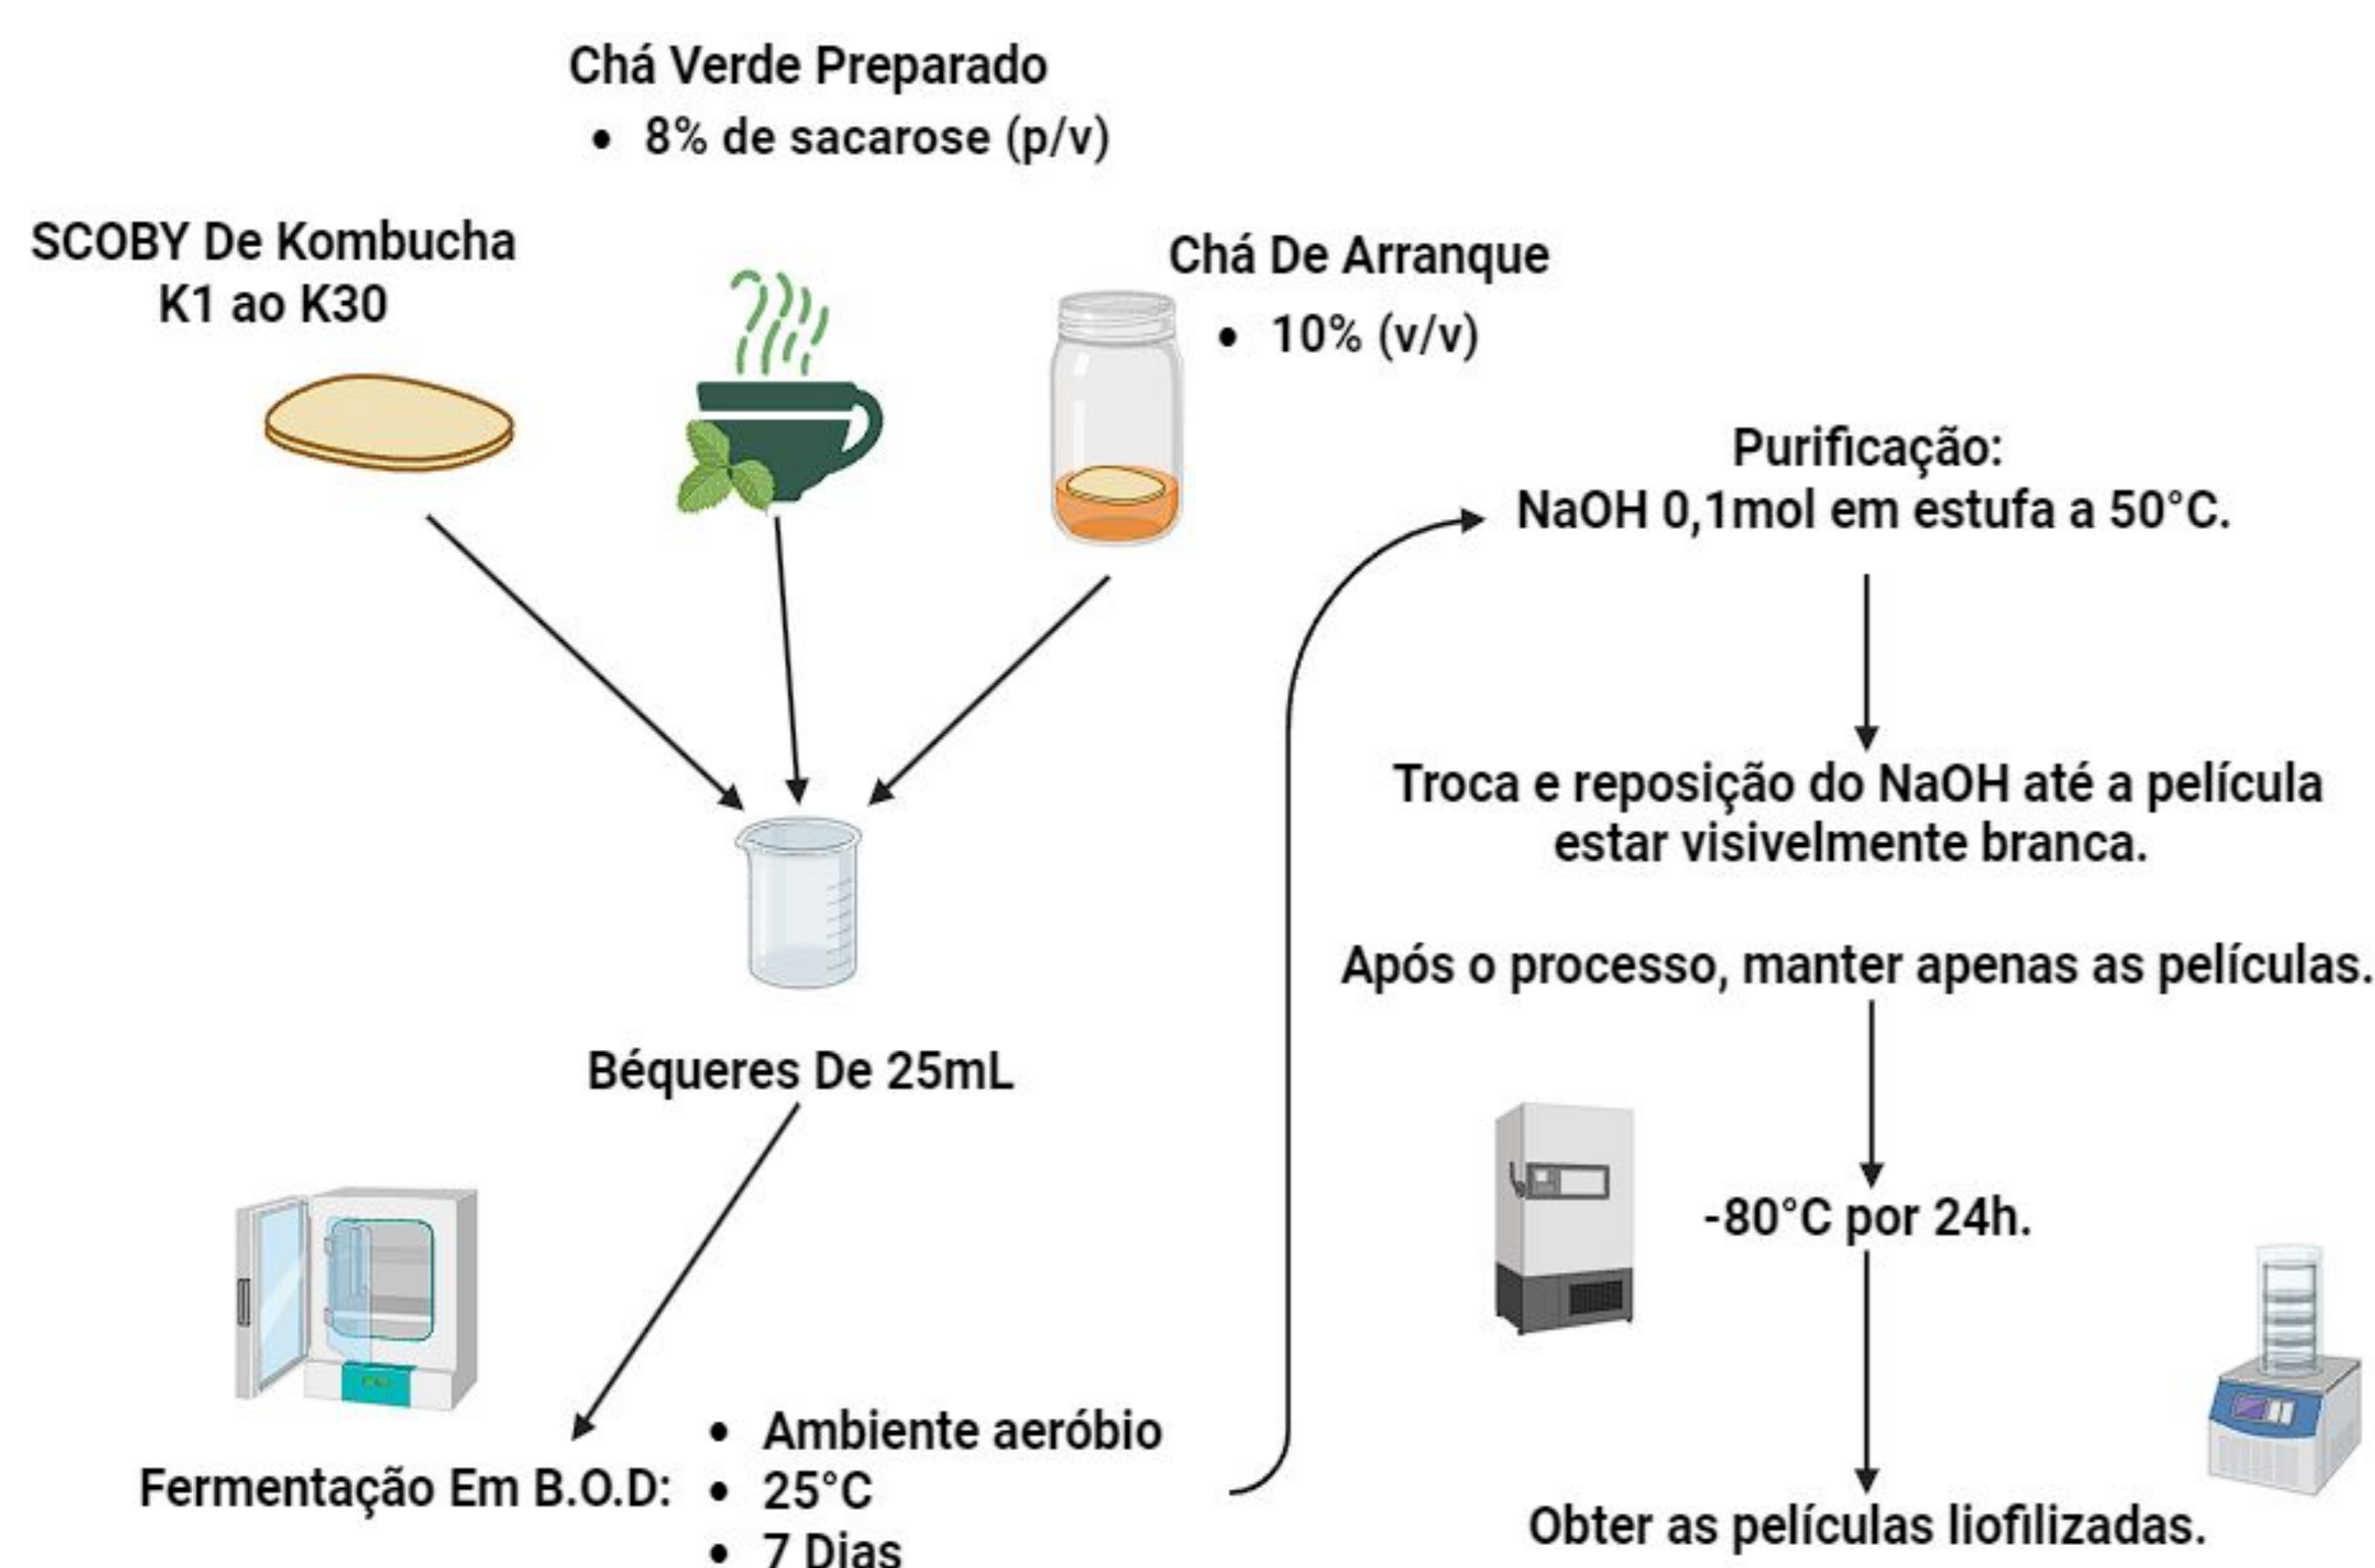 Chá Verde Preparado
• 8% de sacarose (p/v)
SCOBY De Kombucha
K1 ao K30
Chá De Arranque
• 10% (v/v)
Béqueres De 25mL
Fermentação Em B.O.D:
• Ambiente aeróbio
• 25°C
• 7 Dias
Purificação:
NaOH 0,1mol em estufa a 50°C.
Troca e reposição do NaOH até a película
estar visivelmente branca.
Após o processo, manter apenas as películas.
-80°C por 24h.
Obter as películas liofilizadas.